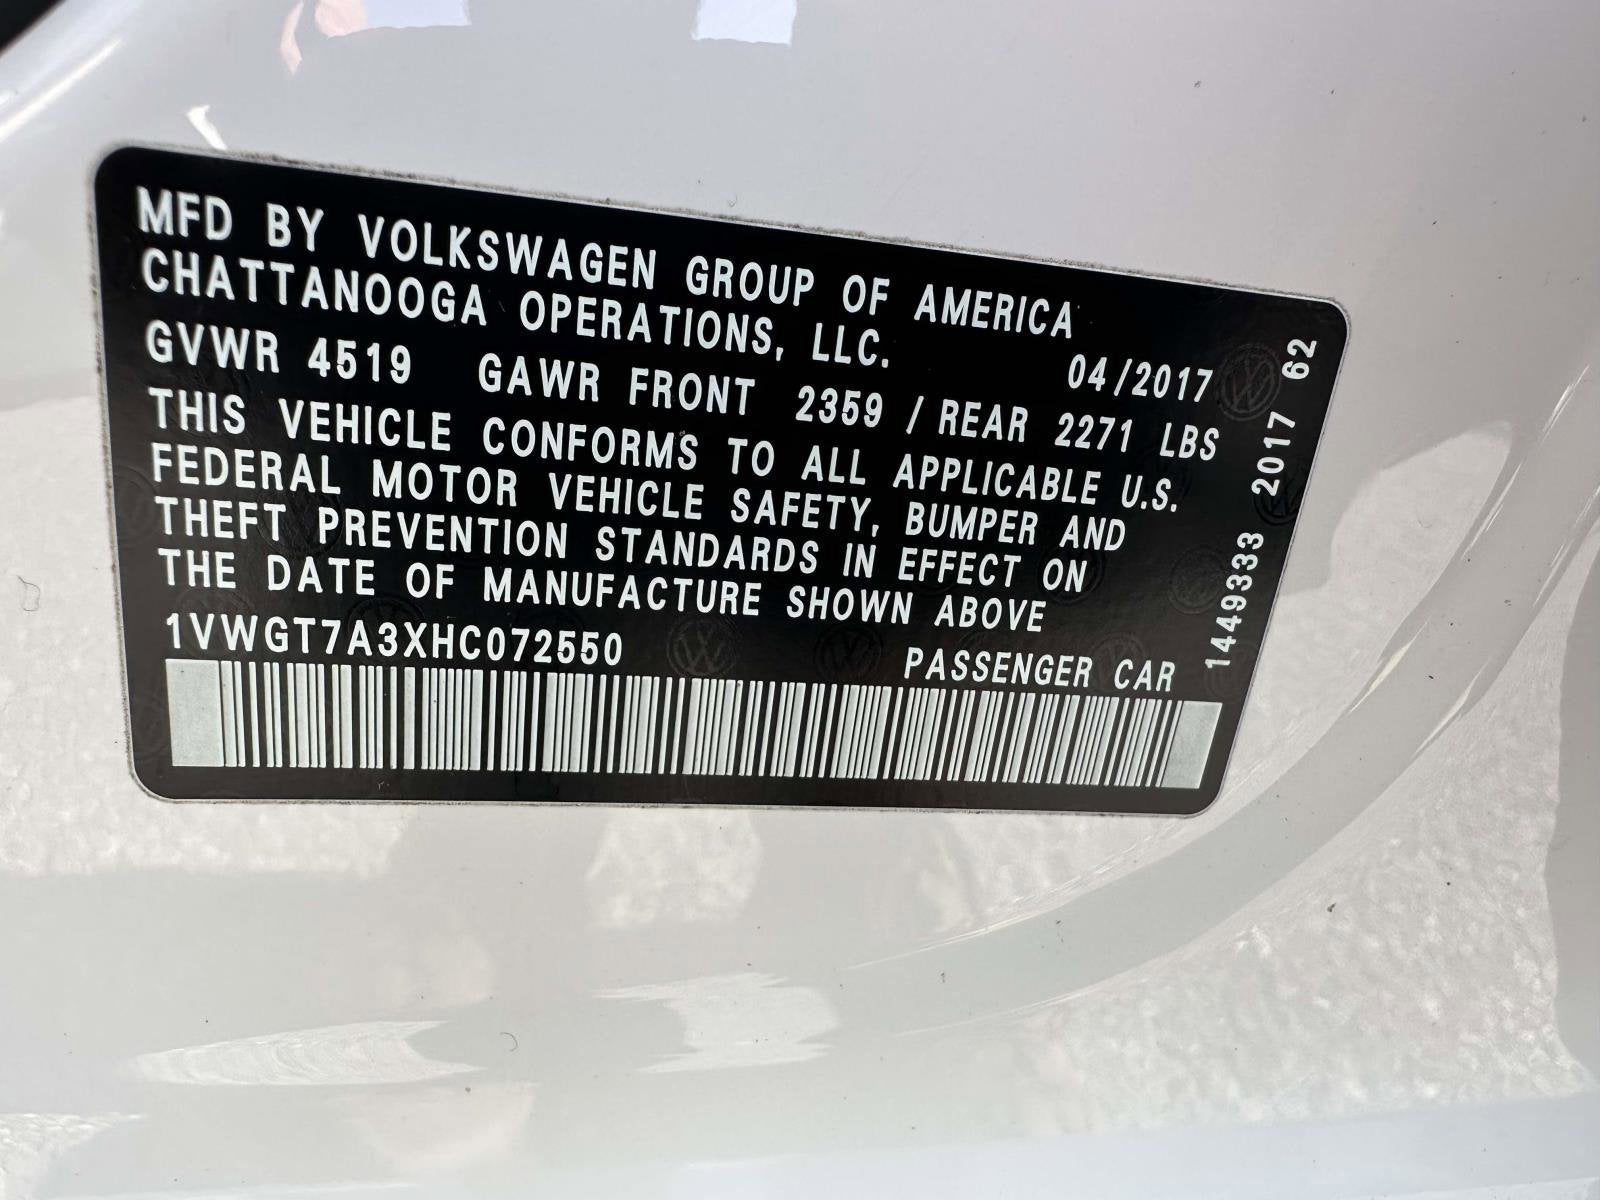 MFD BY VOLKSWAGEN GROUP OF AMERICA
CHATTANOOGA OPERATIONS, LLC. 04/2017
GVWR 4519 GAWR FRONT 2359 / REAR 2271 LBS
THIS VEHICLE CONFORMS TO ALL APPLICABLE U.S.
FEDERAL MOTOR VEHICLE SAFETY, BUMPER AND
THEFT PREVENTION STANDARDS IN EFFECT ON
THE DATE OF MANUFACTURE SHOWN ABOVE
1VWGT7A3XHC072550 PASSENGER CAR
1449333 2017 62